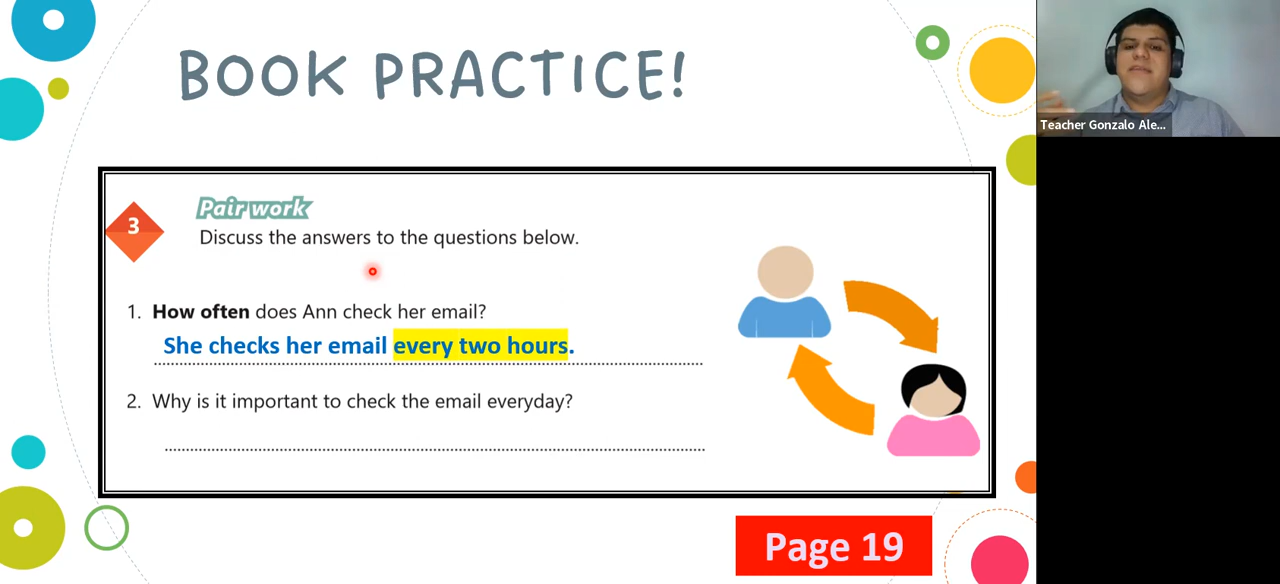 BOOK PRACTICE!
Teacher Gonzalo Ale...
3
Pair work
Discuss the answers to the questions below.
1. How often does Ann check her email?
She checks her email every two hours.
2. Why is it important to check the email everyday?
Page 19